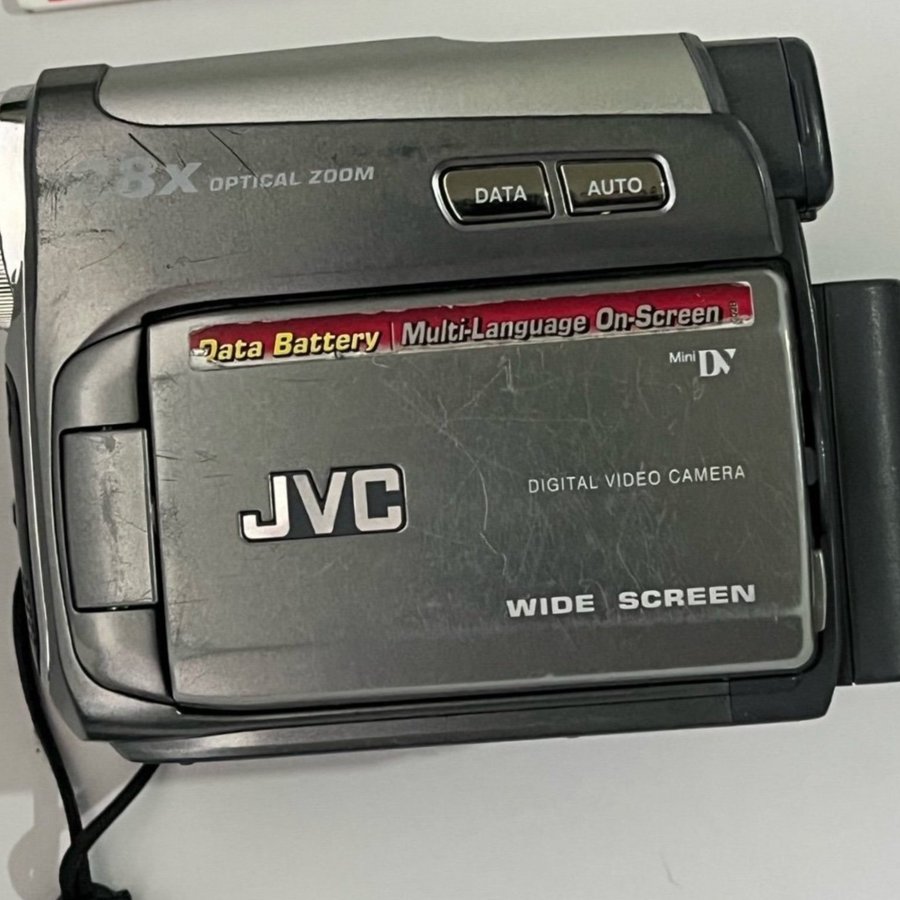 8X OPTICAL ZOOM
DATA
AUTO
Data Battery | Multi-Language On-Screen
Mini DV
JVC
DIGITAL VIDEO CAMERA
WIDE SCREEN